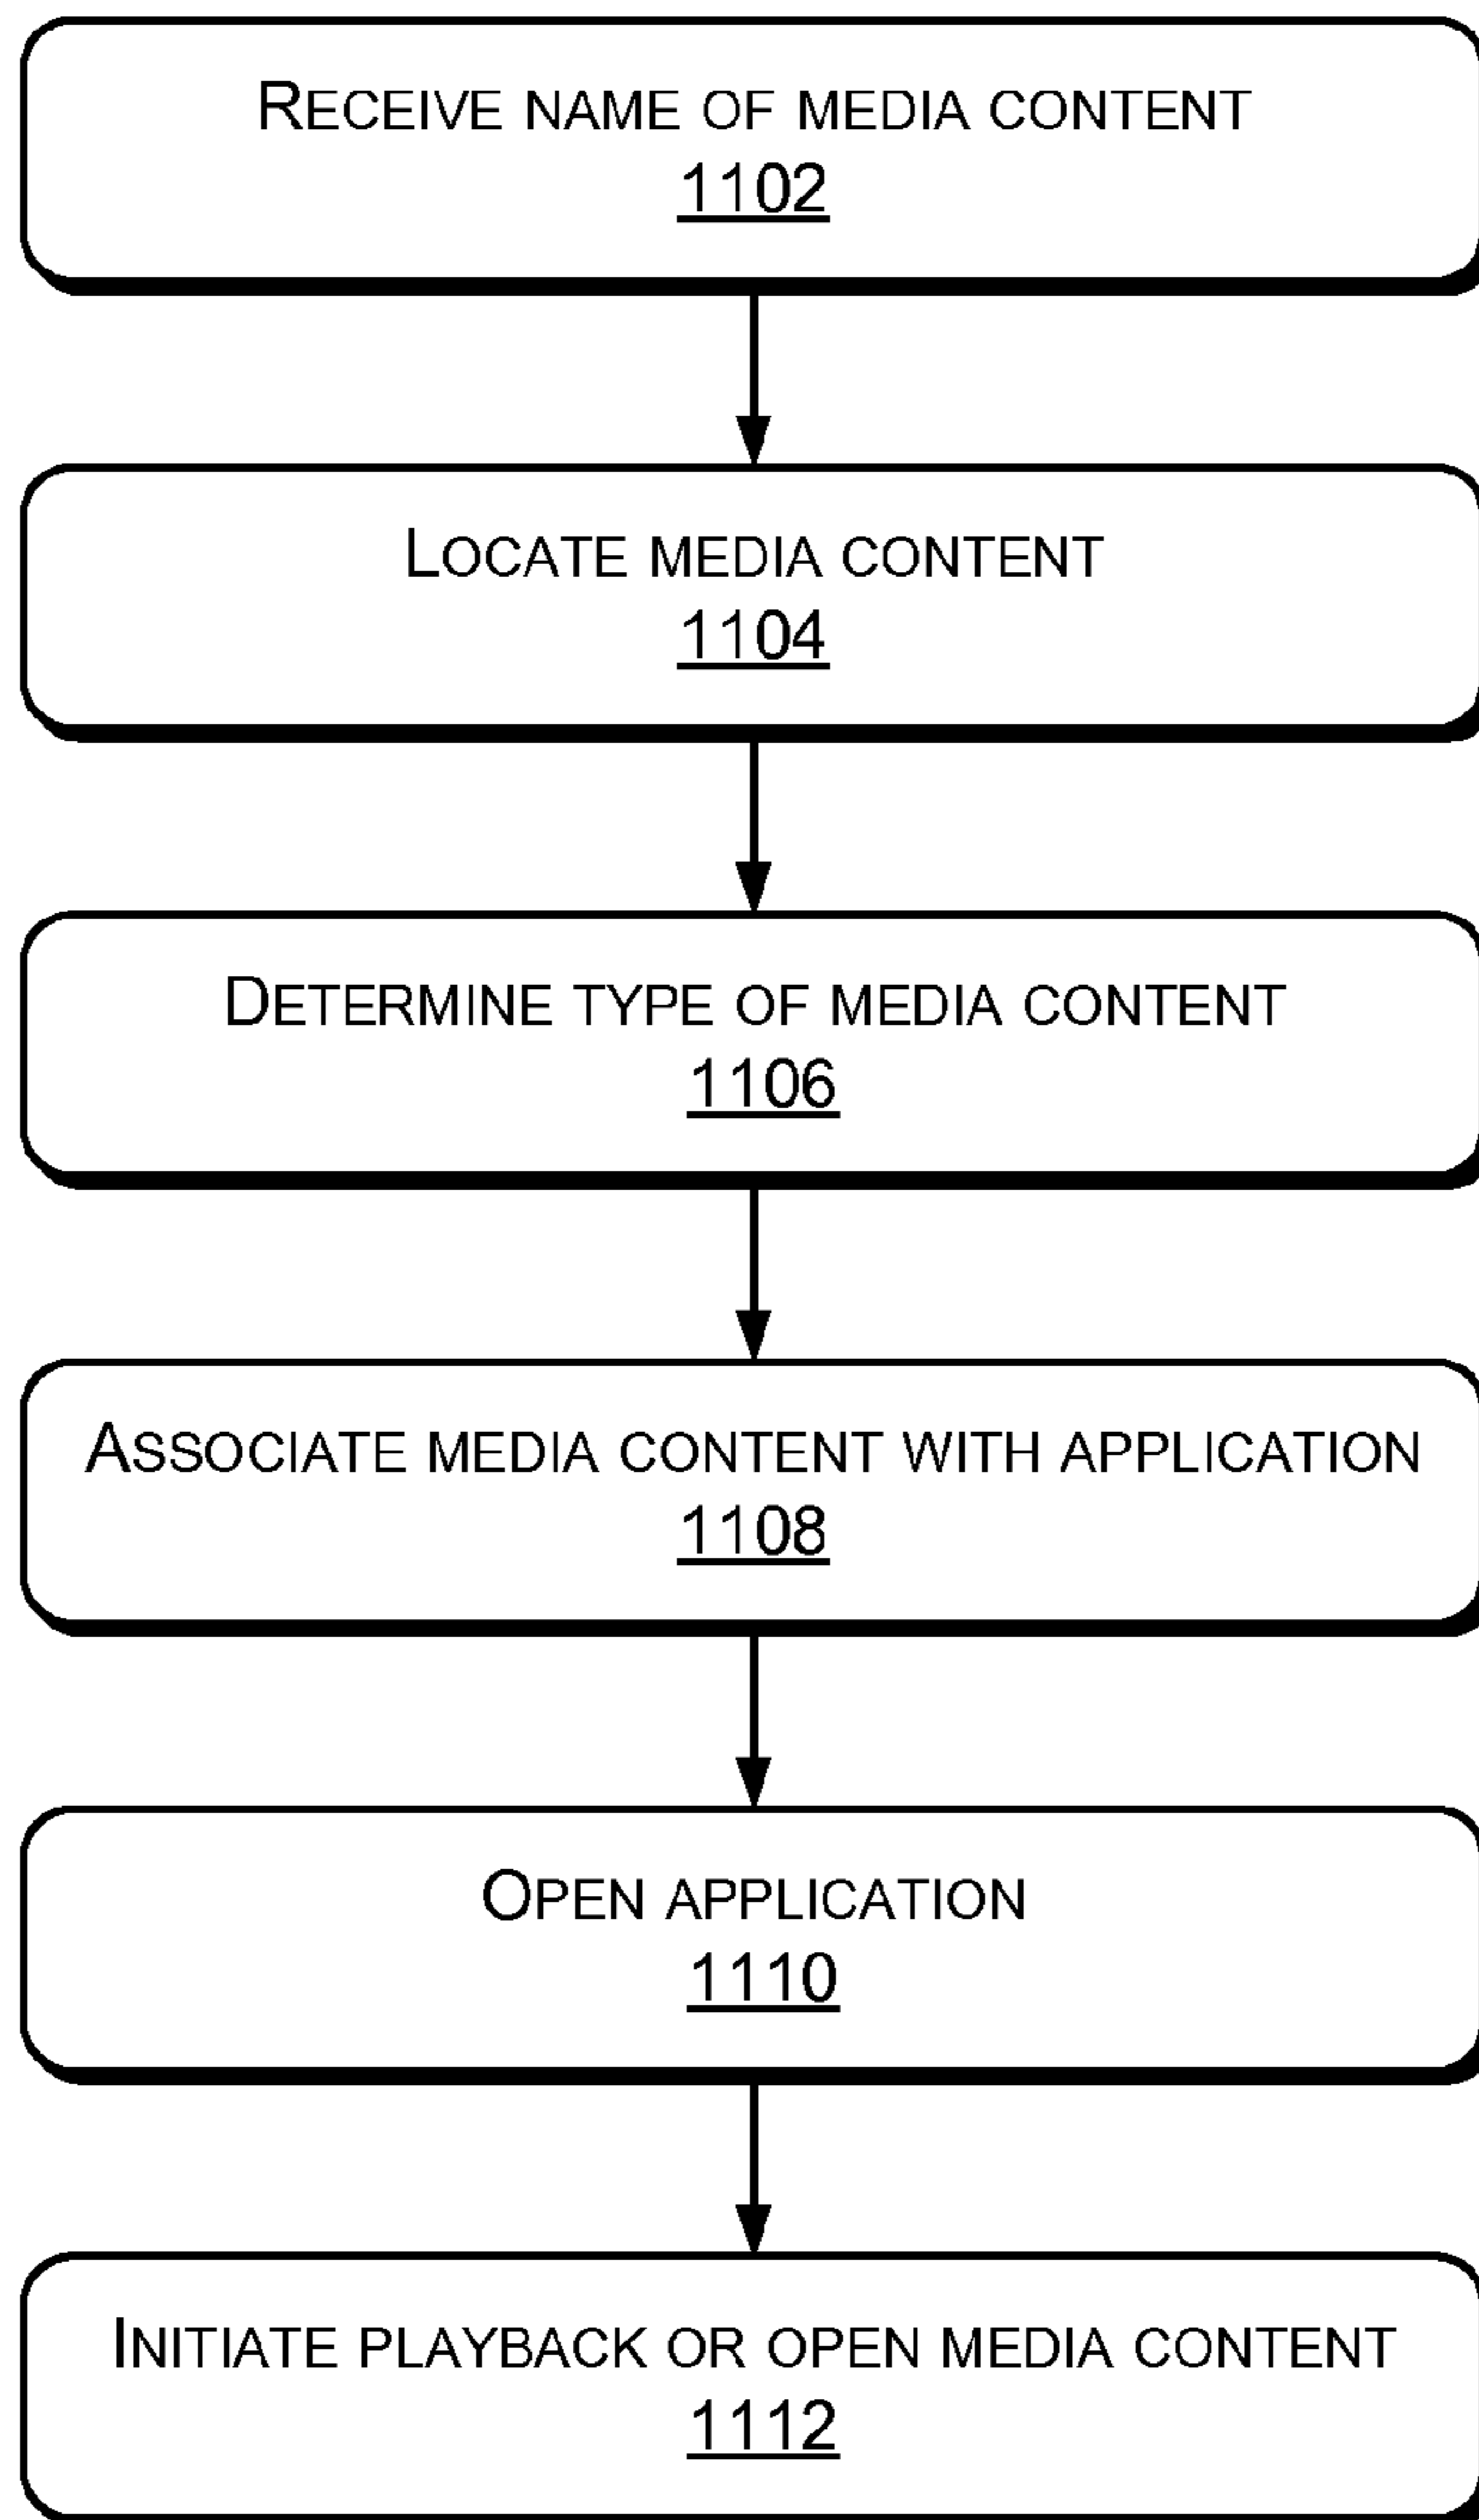 RECEIVE NAME OF MEDIA CONTENT
1102
LOCATE MEDIA CONTENT
1104
DETERMINE TYPE OF MEDIA CONTENT
1106
ASSOCIATE MEDIA CONTENT WITH APPLICATION
1108
OPEN APPLICATION
1110
INITIATE PLAYBACK OR OPEN MEDIA CONTENT
1112